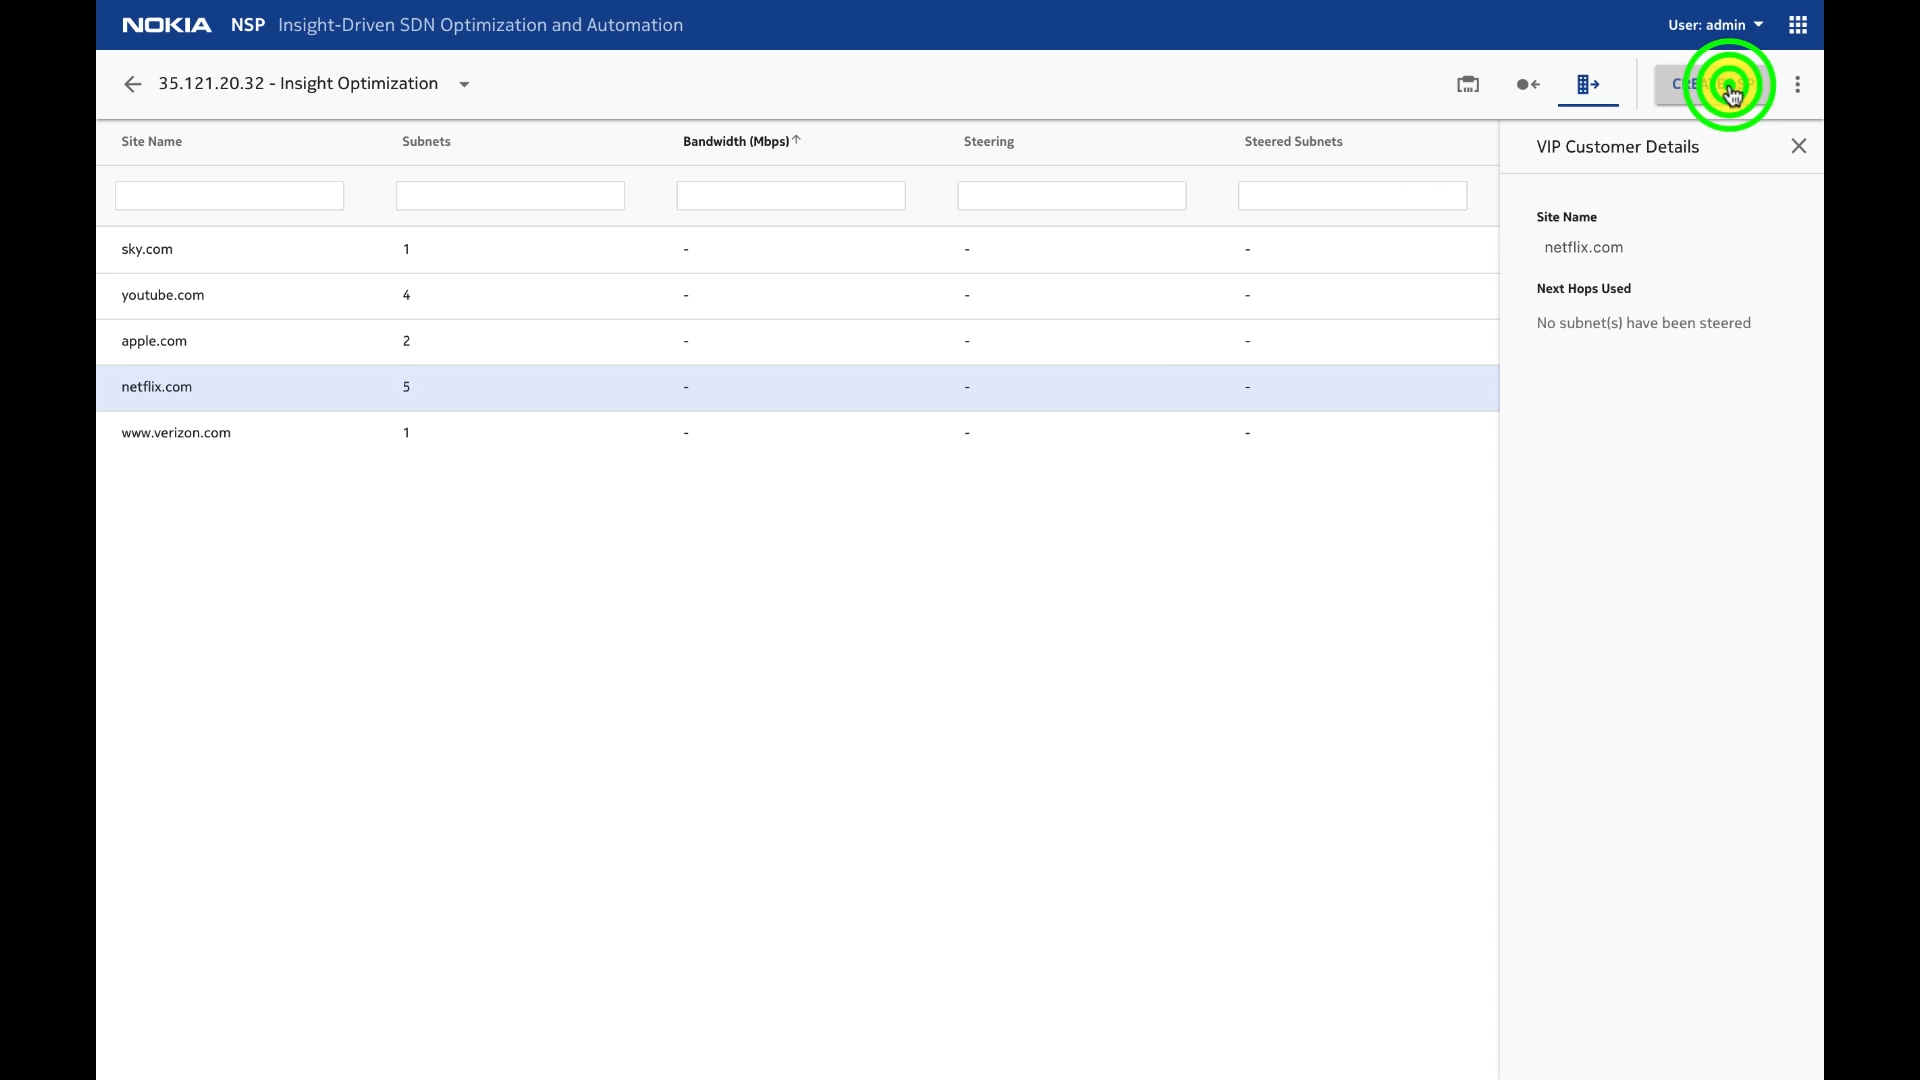 NOKIA NSP Insight-Driven SDN Optimization and Automation
User: admin
35.121.20.32 - Insight Optimization
Site Name Subnets Bandwidth (Mbps) Steering Steered Subnets
sky.com 1 - - -
youtube.com 4 - - -
apple.com 2 - - -
netflix.com 5 - - -
www.verizon.com 1 - - -
VIP Customer Details
Site Name
netflix.com
Next Hops Used
No subnet(s) have been steered